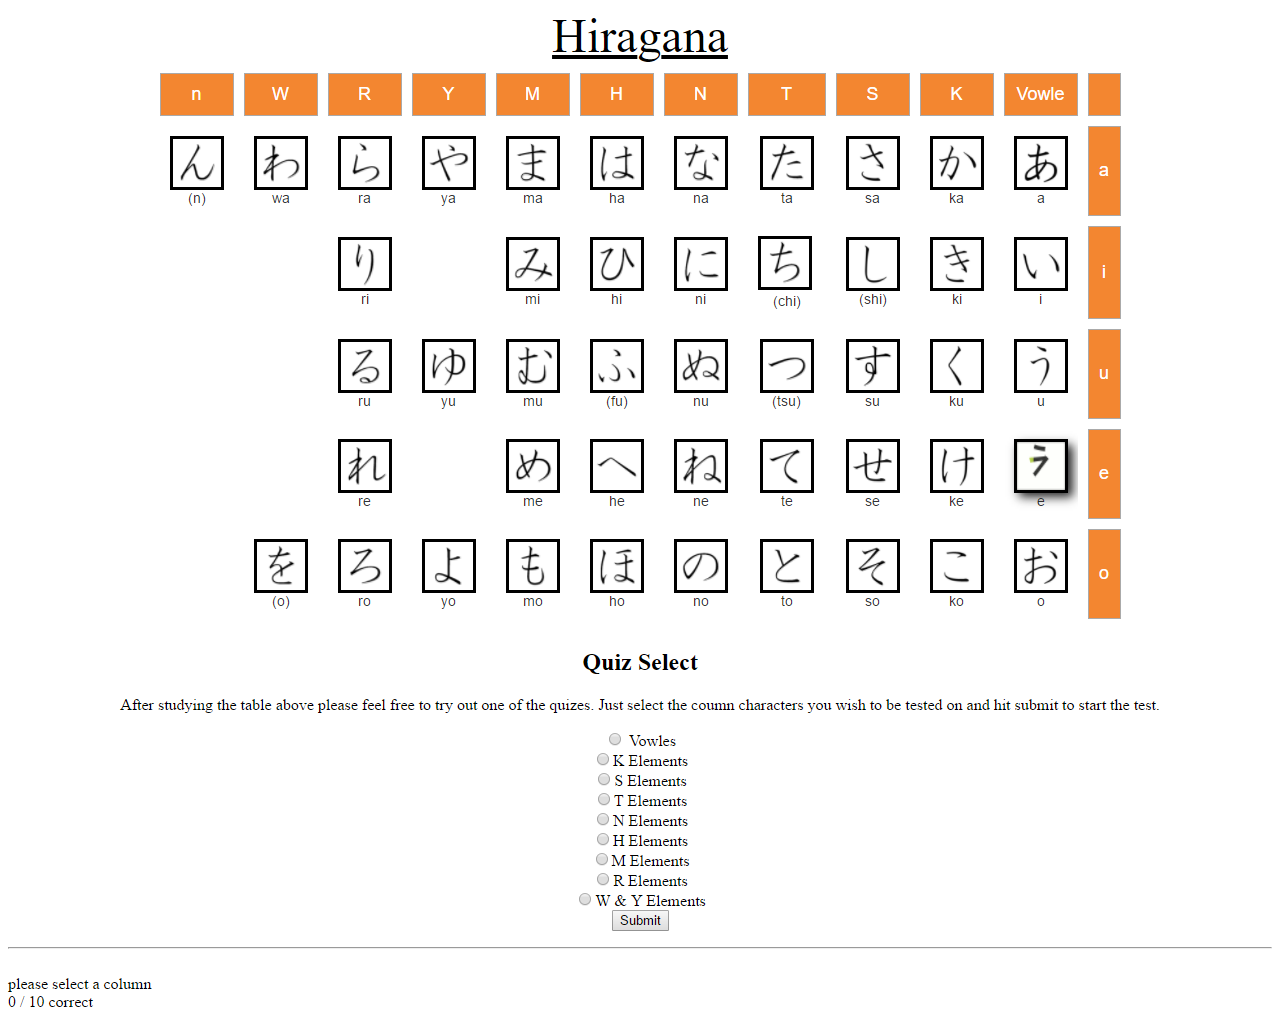 Hiragana
n W R Y M H N T S K Vowle
ん わ ら や ま は な た さ か あ a
(n) wa ra ya ma ha na ta sa ka a
り み ひ に ち し き い i
ri mi hi ni (chi) (shi) ki i
る ゆ む ふ ぬ つ す く う u
ru yu mu (fu) nu (tsu) su ku u
れ め へ ね て せ け e
re me he ne te se ke e
を ろ よ も ほ の と そ こ お o
(o) ro yo mo ho no to so ko o
Quiz Select
After studying the table above please feel free to try out one of the quizes. Just select the coumn characters you wish to be tested on and hit submit to start the test.
Vowles
K Elements
S Elements
T Elements
N Elements
H Elements
M Elements
R Elements
W & Y Elements
Submit
please select a column
0 / 10 correct